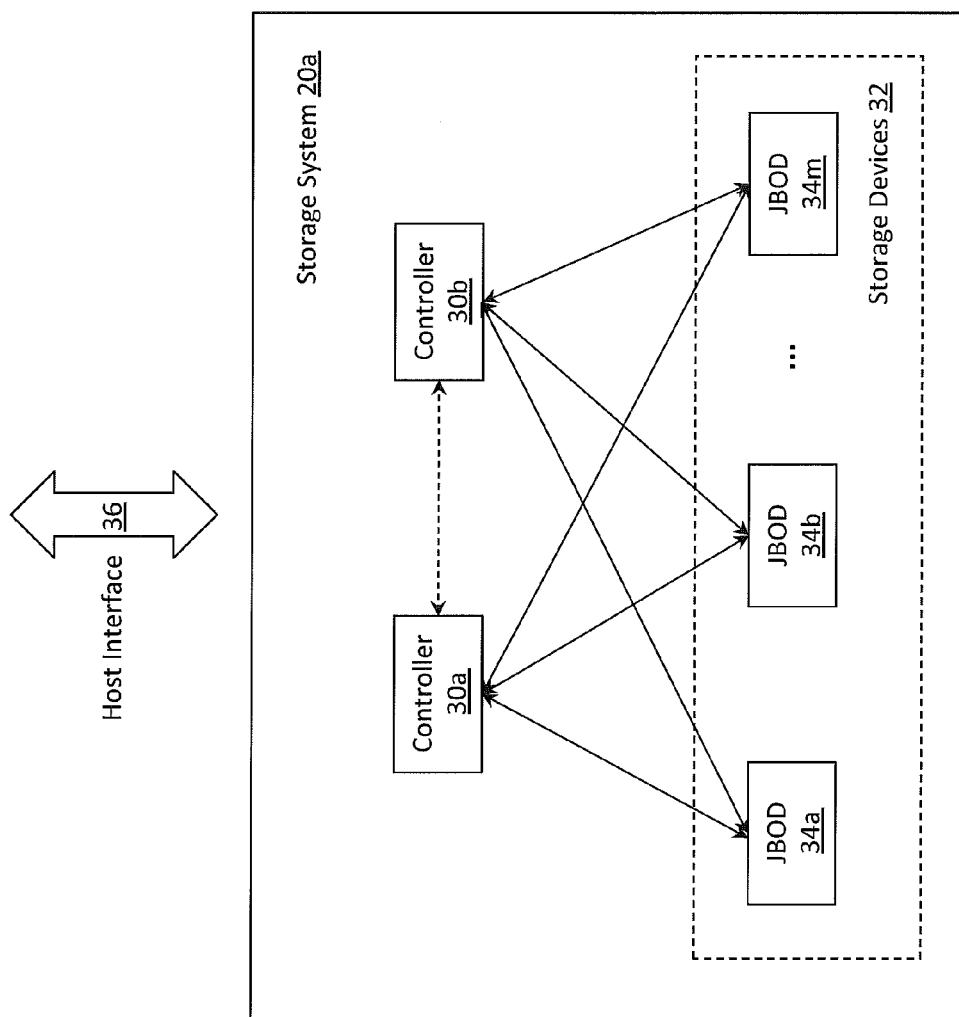 Host Interface
36
Storage System 20a
Controller
30a
Controller
30b
JBOD
34a
JBOD
34b
...
JBOD
34m
Storage Devices 32